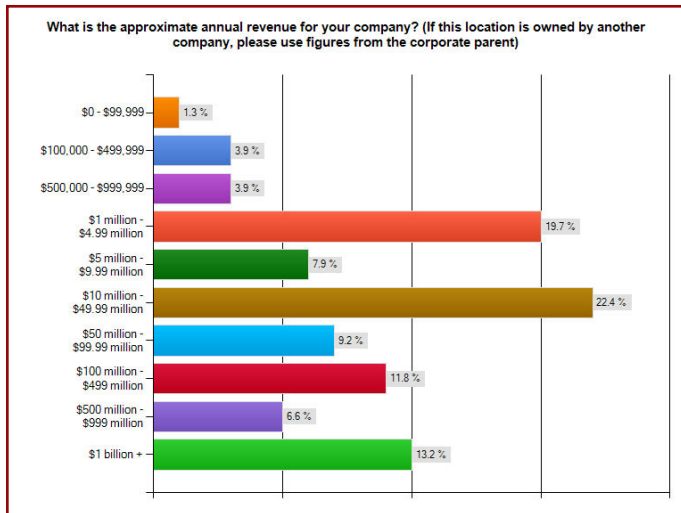 What is the approximate annual revenue for your company? (If this location is owned by another
company, please use figures from the corporate parent)
$0 - $99,999
1.3 %
$100,000 - $499,999
3.9 %
$500,000 - $999,999
3.9 %
$1 million -
$4.99 million
19.7 %
$5 million -
$9.99 million
7.9 %
$10 million -
$49.99 million
22.4 %
$50 million -
$99.99 million
9.2 %
$100 million -
$499 million
11.8 %
$500 million -
$999 million
6.6 %
$1 billion +
13.2 %